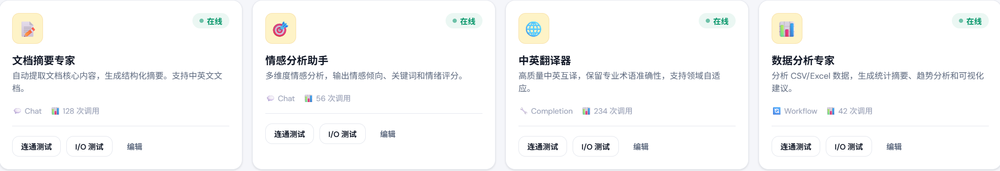 在线
文档摘要专家
自动提取文档核心内容，生成结构化摘要。支持中英文文
档。
Chat 128 次调用
连通测试 I/O 测试 编辑
在线
情感分析助手
多维度情感分析，输出情感倾向、关键词和情绪评分。
Chat 56 次调用
连通测试 I/O 测试 编辑
在线
中英翻译器
高质量中英互译，保留专业术语准确性，支持领域自适
应。
Completion 234 次调用
连通测试 I/O 测试 编辑
在线
数据分析专家
分析 CSV/Excel 数据，生成统计摘要、趋势分析和可视化
建议。
Workflow 42 次调用
连通测试 I/O 测试 编辑